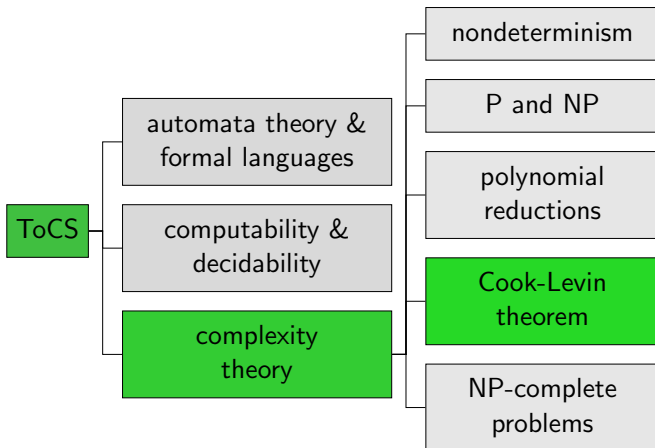 ToCS
automata theory &
formal languages
computability &
decidability
complexity
theory
nondeterminism
P and NP
polynomial
reductions
Cook-Levin
theorem
NP-complete
problems